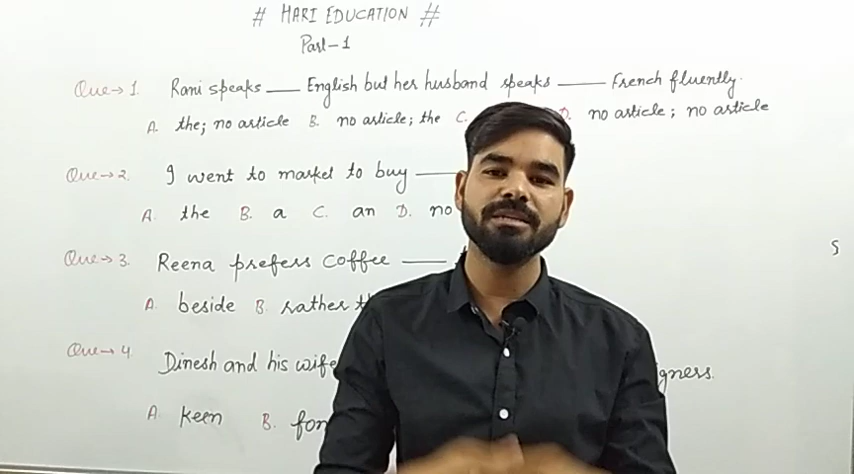 # HARI EDUCATION #
Part-1
Que→ 1. Rani speaks ___ English but her husband speaks ___ French fluently.
A. the; no article B. no article; the C. D. no article; no article
Que→ 2. I went to market to buy ___
A. the B. a C. an D. no
Que→ 3. Reena prefers coffee ___
A. beside B. rather
Que→ 4. Dinesh and his wife
A. keen B.